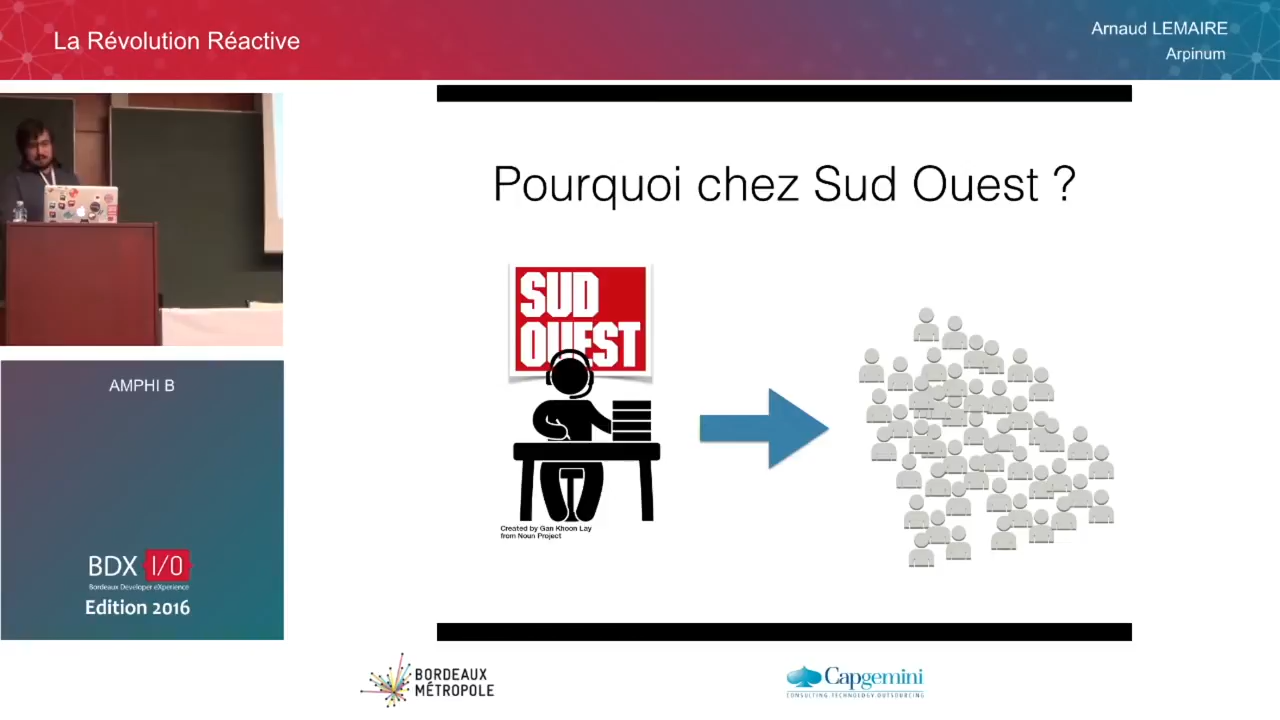 La Révolution Réactive
Arnaud LEMAIRE
Arpinum
Pourquoi chez Sud Ouest ?
SUD
OUEST
Created by Gan Khoon Lay
from Noun Project
AMPHI B
BDX I/O
Bordeaux Developer eXperience
Edition 2016
BORDEAUX
MÉTROPOLE
Capgemini
CONSULTING.TECHNOLOGY.OUTSOURCING